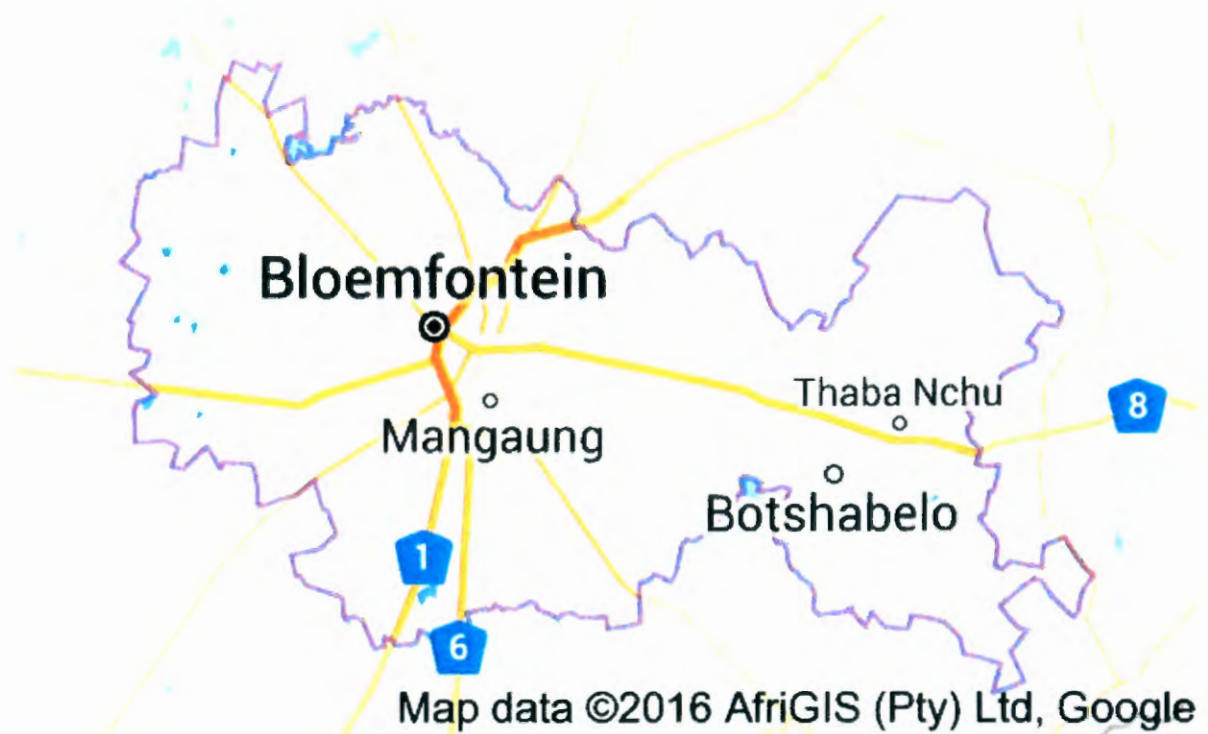 Bloemfontein
Thaba Nchu
8
Mangaung
Botshabelo
1
6
Map data ©2016 AfriGIS (Pty) Ltd, Google